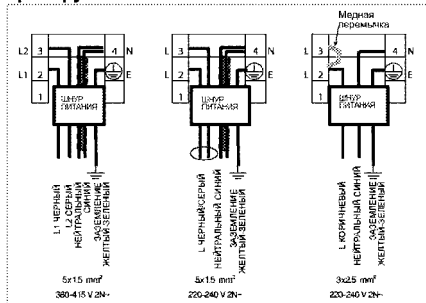 Медная
перемычка
L2 3 4 N
L1 2 E
1
ШНУР
ПИТАНИЯ
L1 ЧЕРНЫЙ
L2 СЕРЫЙ
НЕЙТРАЛЬНЫЙ
СИНИЙ
ЗАЗЕМЛЕНИЕ
ЖЕЛТЫЙ-ЗЕЛЕНЫЙ
5x1.5 mm²
380-415 V 2N~
L 3 4 N
L 2 E
1
ШНУР
ПИТАНИЯ
L ЧЕРНЫЙ/СЕРЫЙ
НЕЙТРАЛЬНЫЙ СИНИЙ
ЗАЗЕМЛЕНИЕ
ЖЕЛТЫЙ-ЗЕЛЕНЫЙ
5x1.5 mm²
220-240 V 2N~
L 3 4 N
L 2 E
1
ШНУР
ПИТАНИЯ
L КОРИЧНЕВЫЙ
НЕЙТРАЛЬНЫЙ СИНИЙ
ЗАЗЕМЛЕНИЕ
ЖЕЛТЫЙ-ЗЕЛЕНЫЙ
3x2.5 mm²
220-240 V 2N~